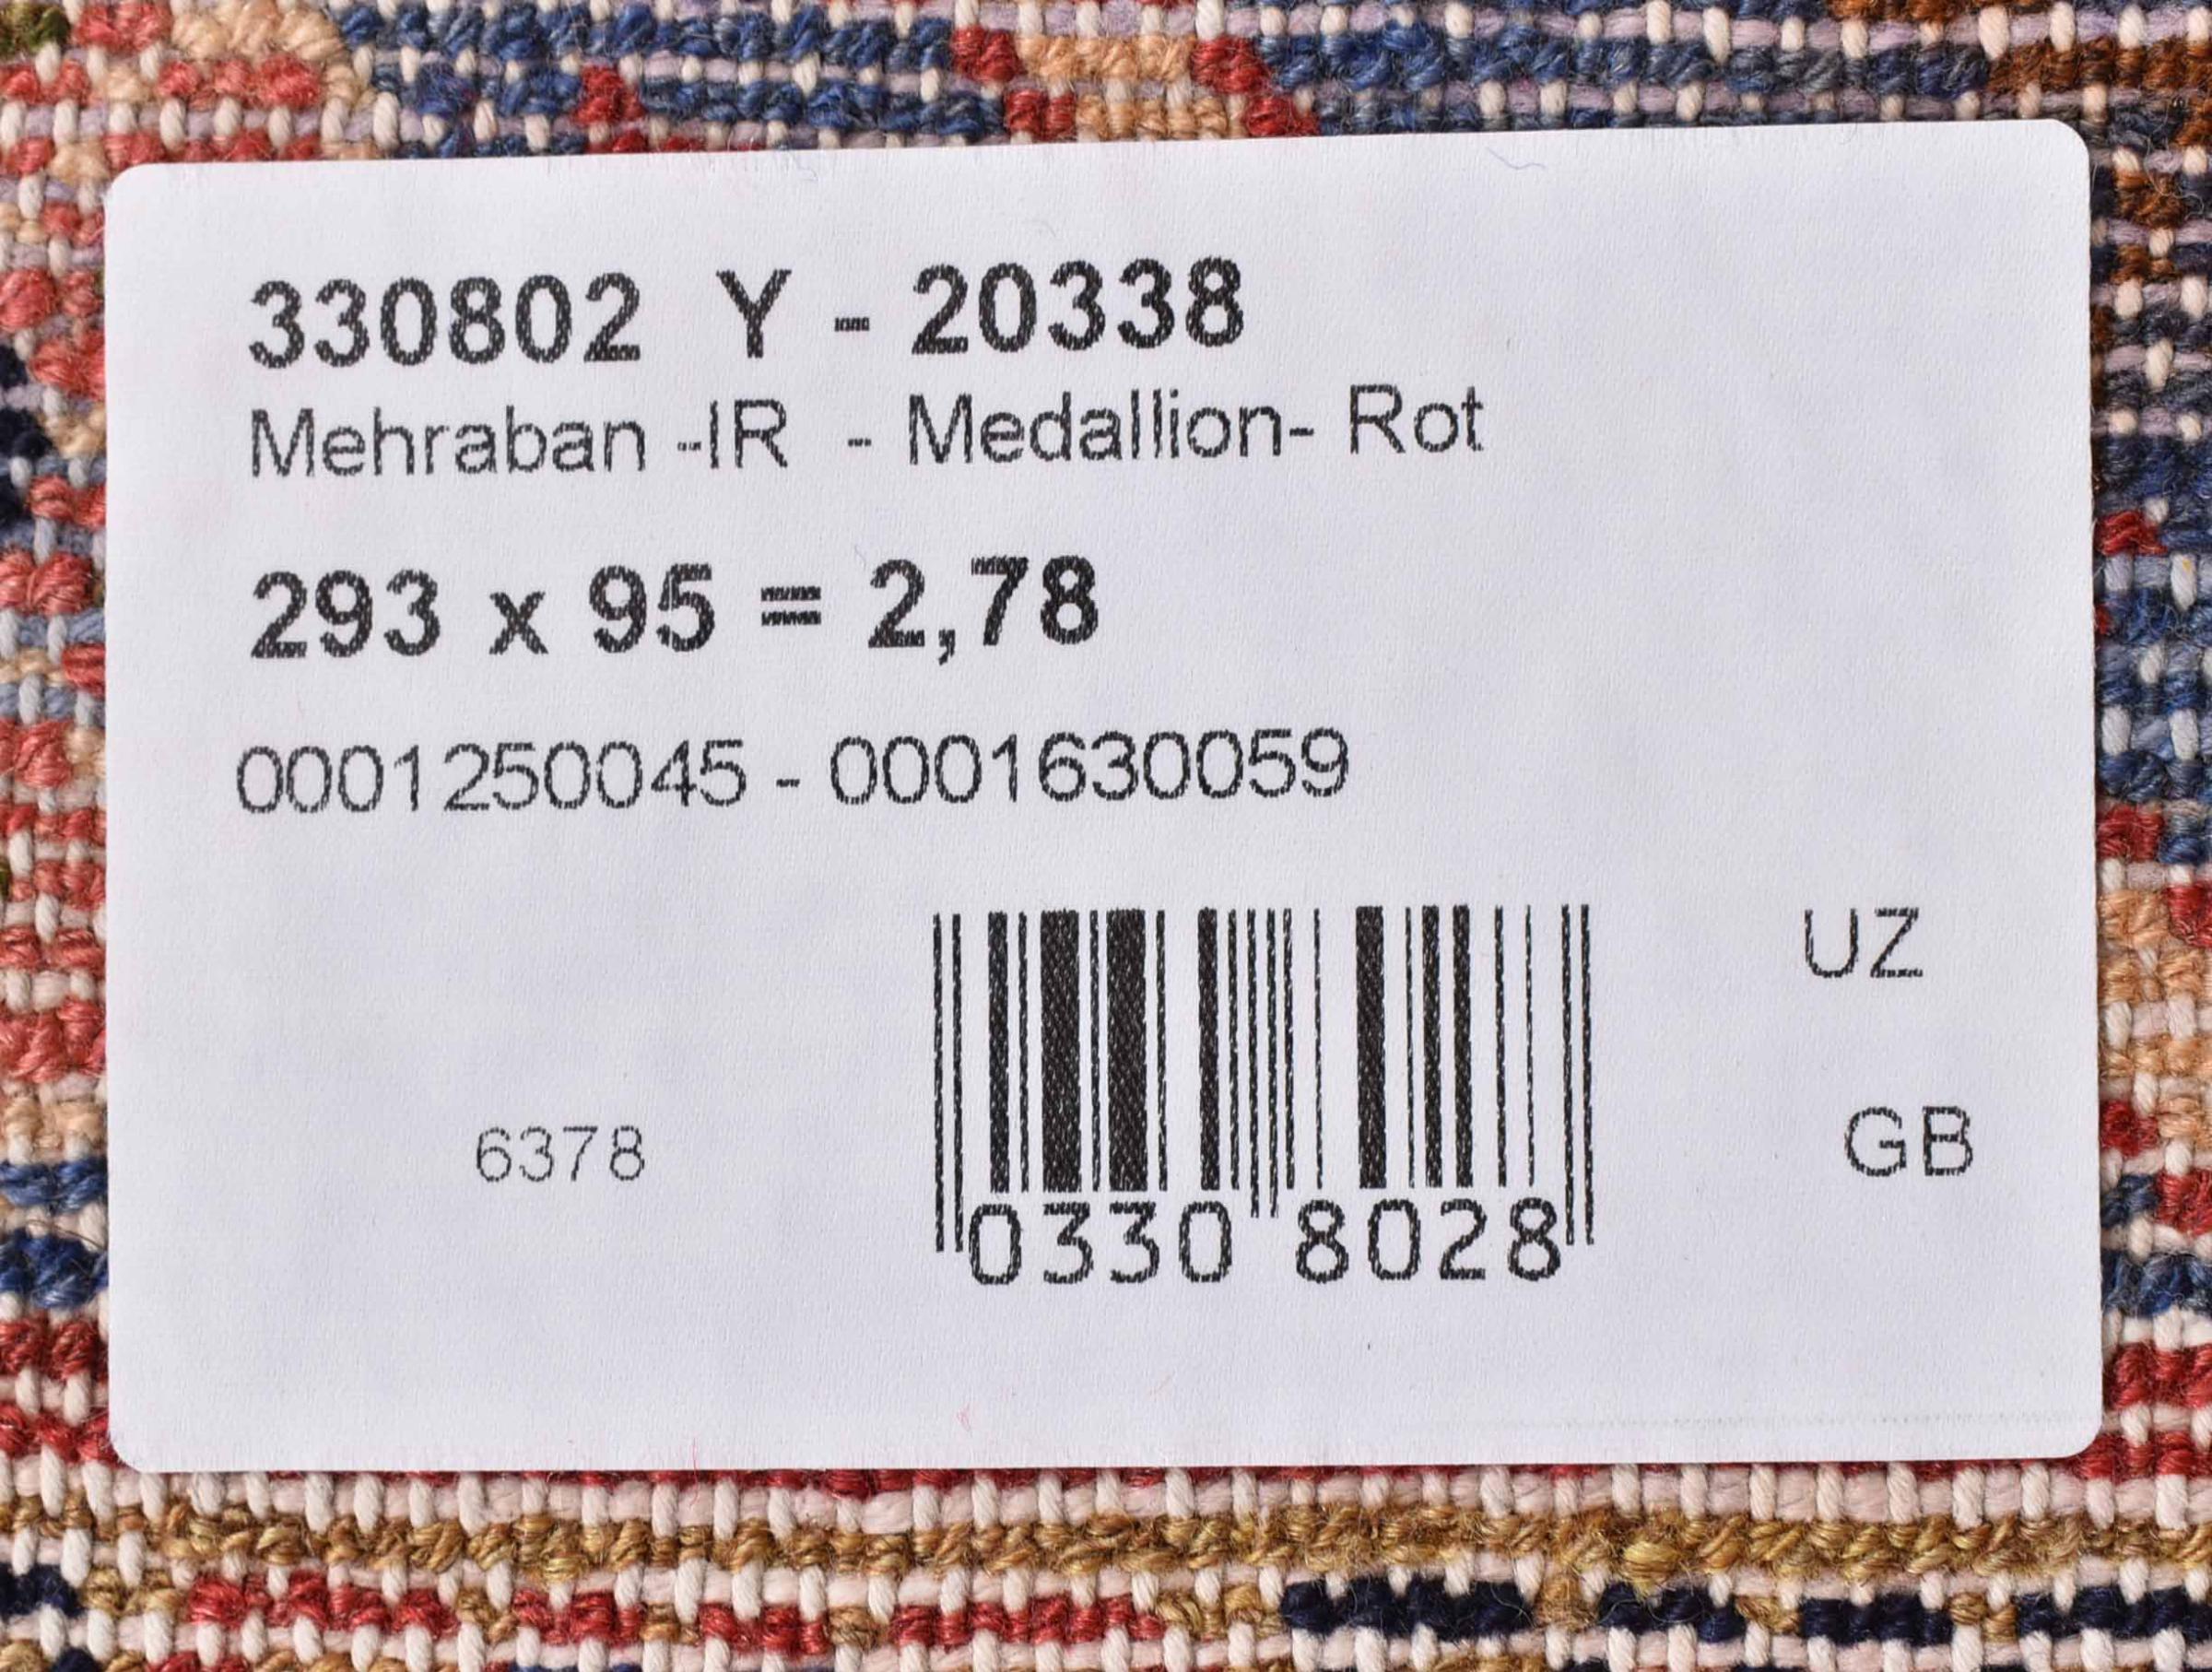 330802 Y - 20338
Mehraban -IR - Medallion- Rot
293 x 95 = 2,78
0001250045 - 0001630059
UZ
6378
GB
0330 8028